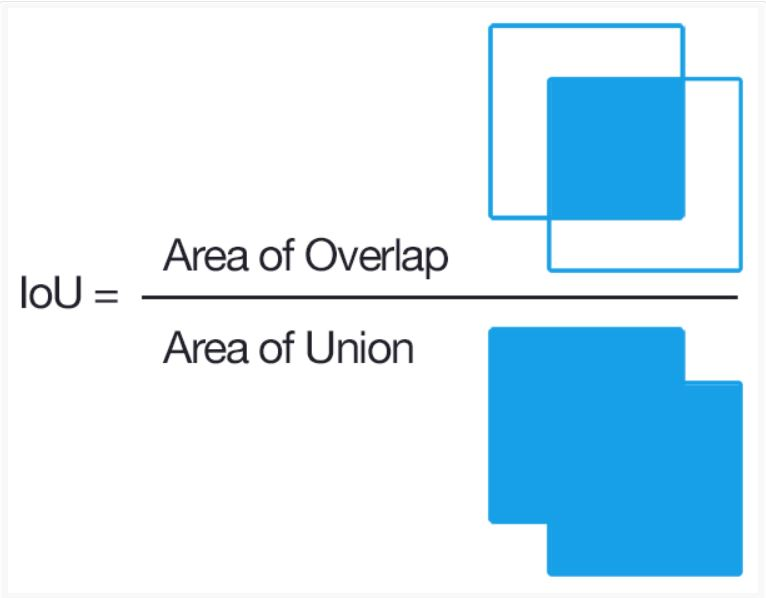 Area of Overlap
IoU =
Area of Union